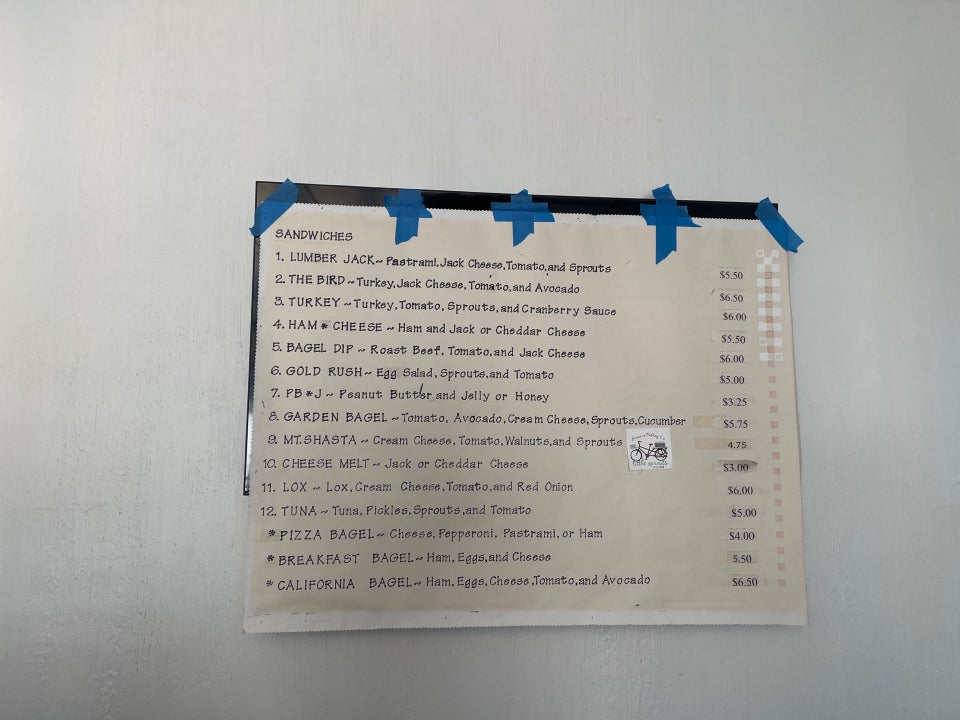 SANDWICHES
1. LUMBER JACK~Pastrami,Jack Cheese,Tomato,and Sprouts $5.50
2. THE BIRD~Turkey,Jack Cheese,Tomato,and Avocado $6.50
3. TURKEY~Turkey,Tomato,Sprouts,and Cranberry Sauce $6.00
4. HAM*CHEESE~Ham and Jack or Cheddar Cheese $5.50
5. BAGEL DIP~Roast Beef,Tomato,and Jack Cheese $6.00
6. GOLD RUSH~Egg Salad,Sprouts,and Tomato $5.00
7. PB*J~Peanut Butter and Jelly or Honey $3.25
8. GARDEN BAGEL~Tomato, Avocado,Cream Cheese,Sprouts,Cucumber $5.75
9. MT.SHASTA~Cream Cheese,Tomato,Walnuts,and Sprouts 4.75
little sprouts
10. CHEESE MELT~Jack or Cheddar Cheese $3.00
11. LOX~Lox,Cream Cheese,Tomato,and Red Onion $6.00
12. TUNA~Tuna,Pickles,Sprouts,and Tomato $5.00
* PIZZA BAGEL~Cheese,Pepperoni, Pastrami,or Ham $4.00
* BREAKFAST BAGEL~Ham,Eggs,and Cheese 5.50
* CALIFORNIA BAGEL~Ham,Eggs,Cheese,Tomato,and Avocado $6.50